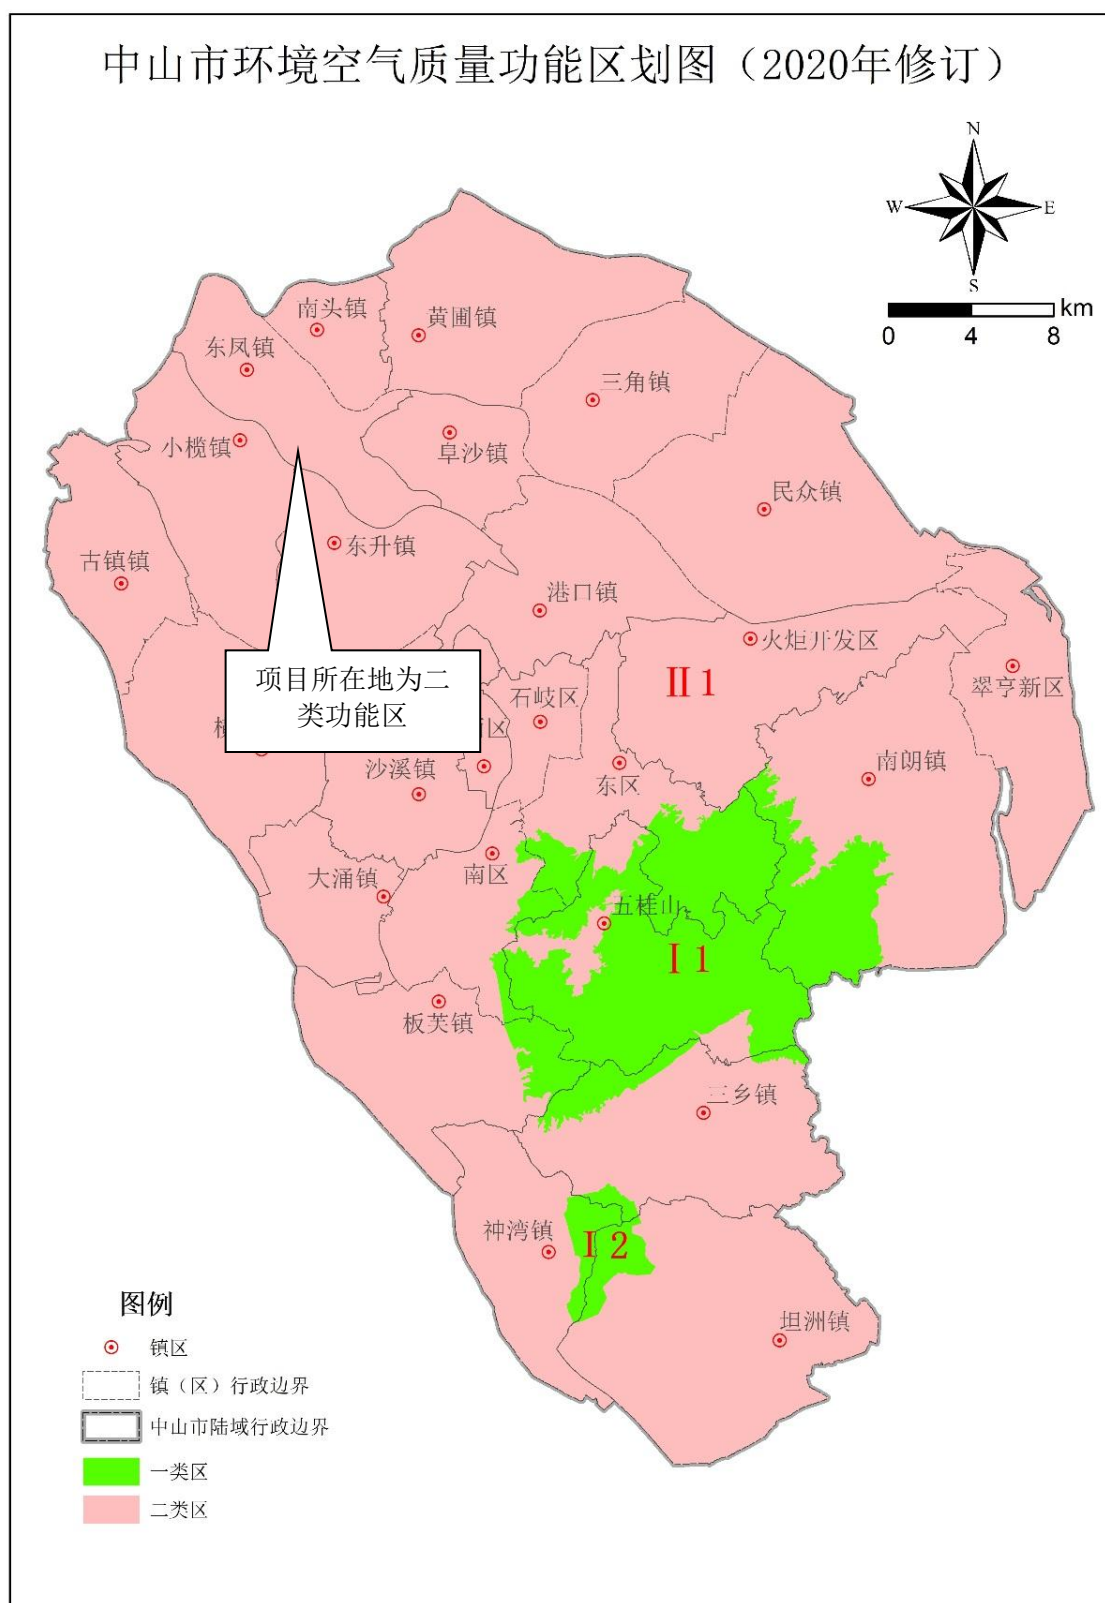 中山市环境空气质量功能区划图（2020年修订）
N
W
E
S
km
0
4
8
南头镇
黄圃镇
东凤镇
三角镇
小榄镇
阜沙镇
民众镇
古镇镇
东升镇
港口镇
火炬开发区
翠亨新区
项目所在地为二
类功能区
石岐区
Ⅱ1
区
沙溪镇
东区
南朗镇
南区
大涌镇
五桂山
Ⅰ1
板芙镇
三乡镇
神湾镇
Ⅰ2
坦洲镇
图例
镇区
镇（区）行政边界
中山市陆域行政边界
一类区
二类区